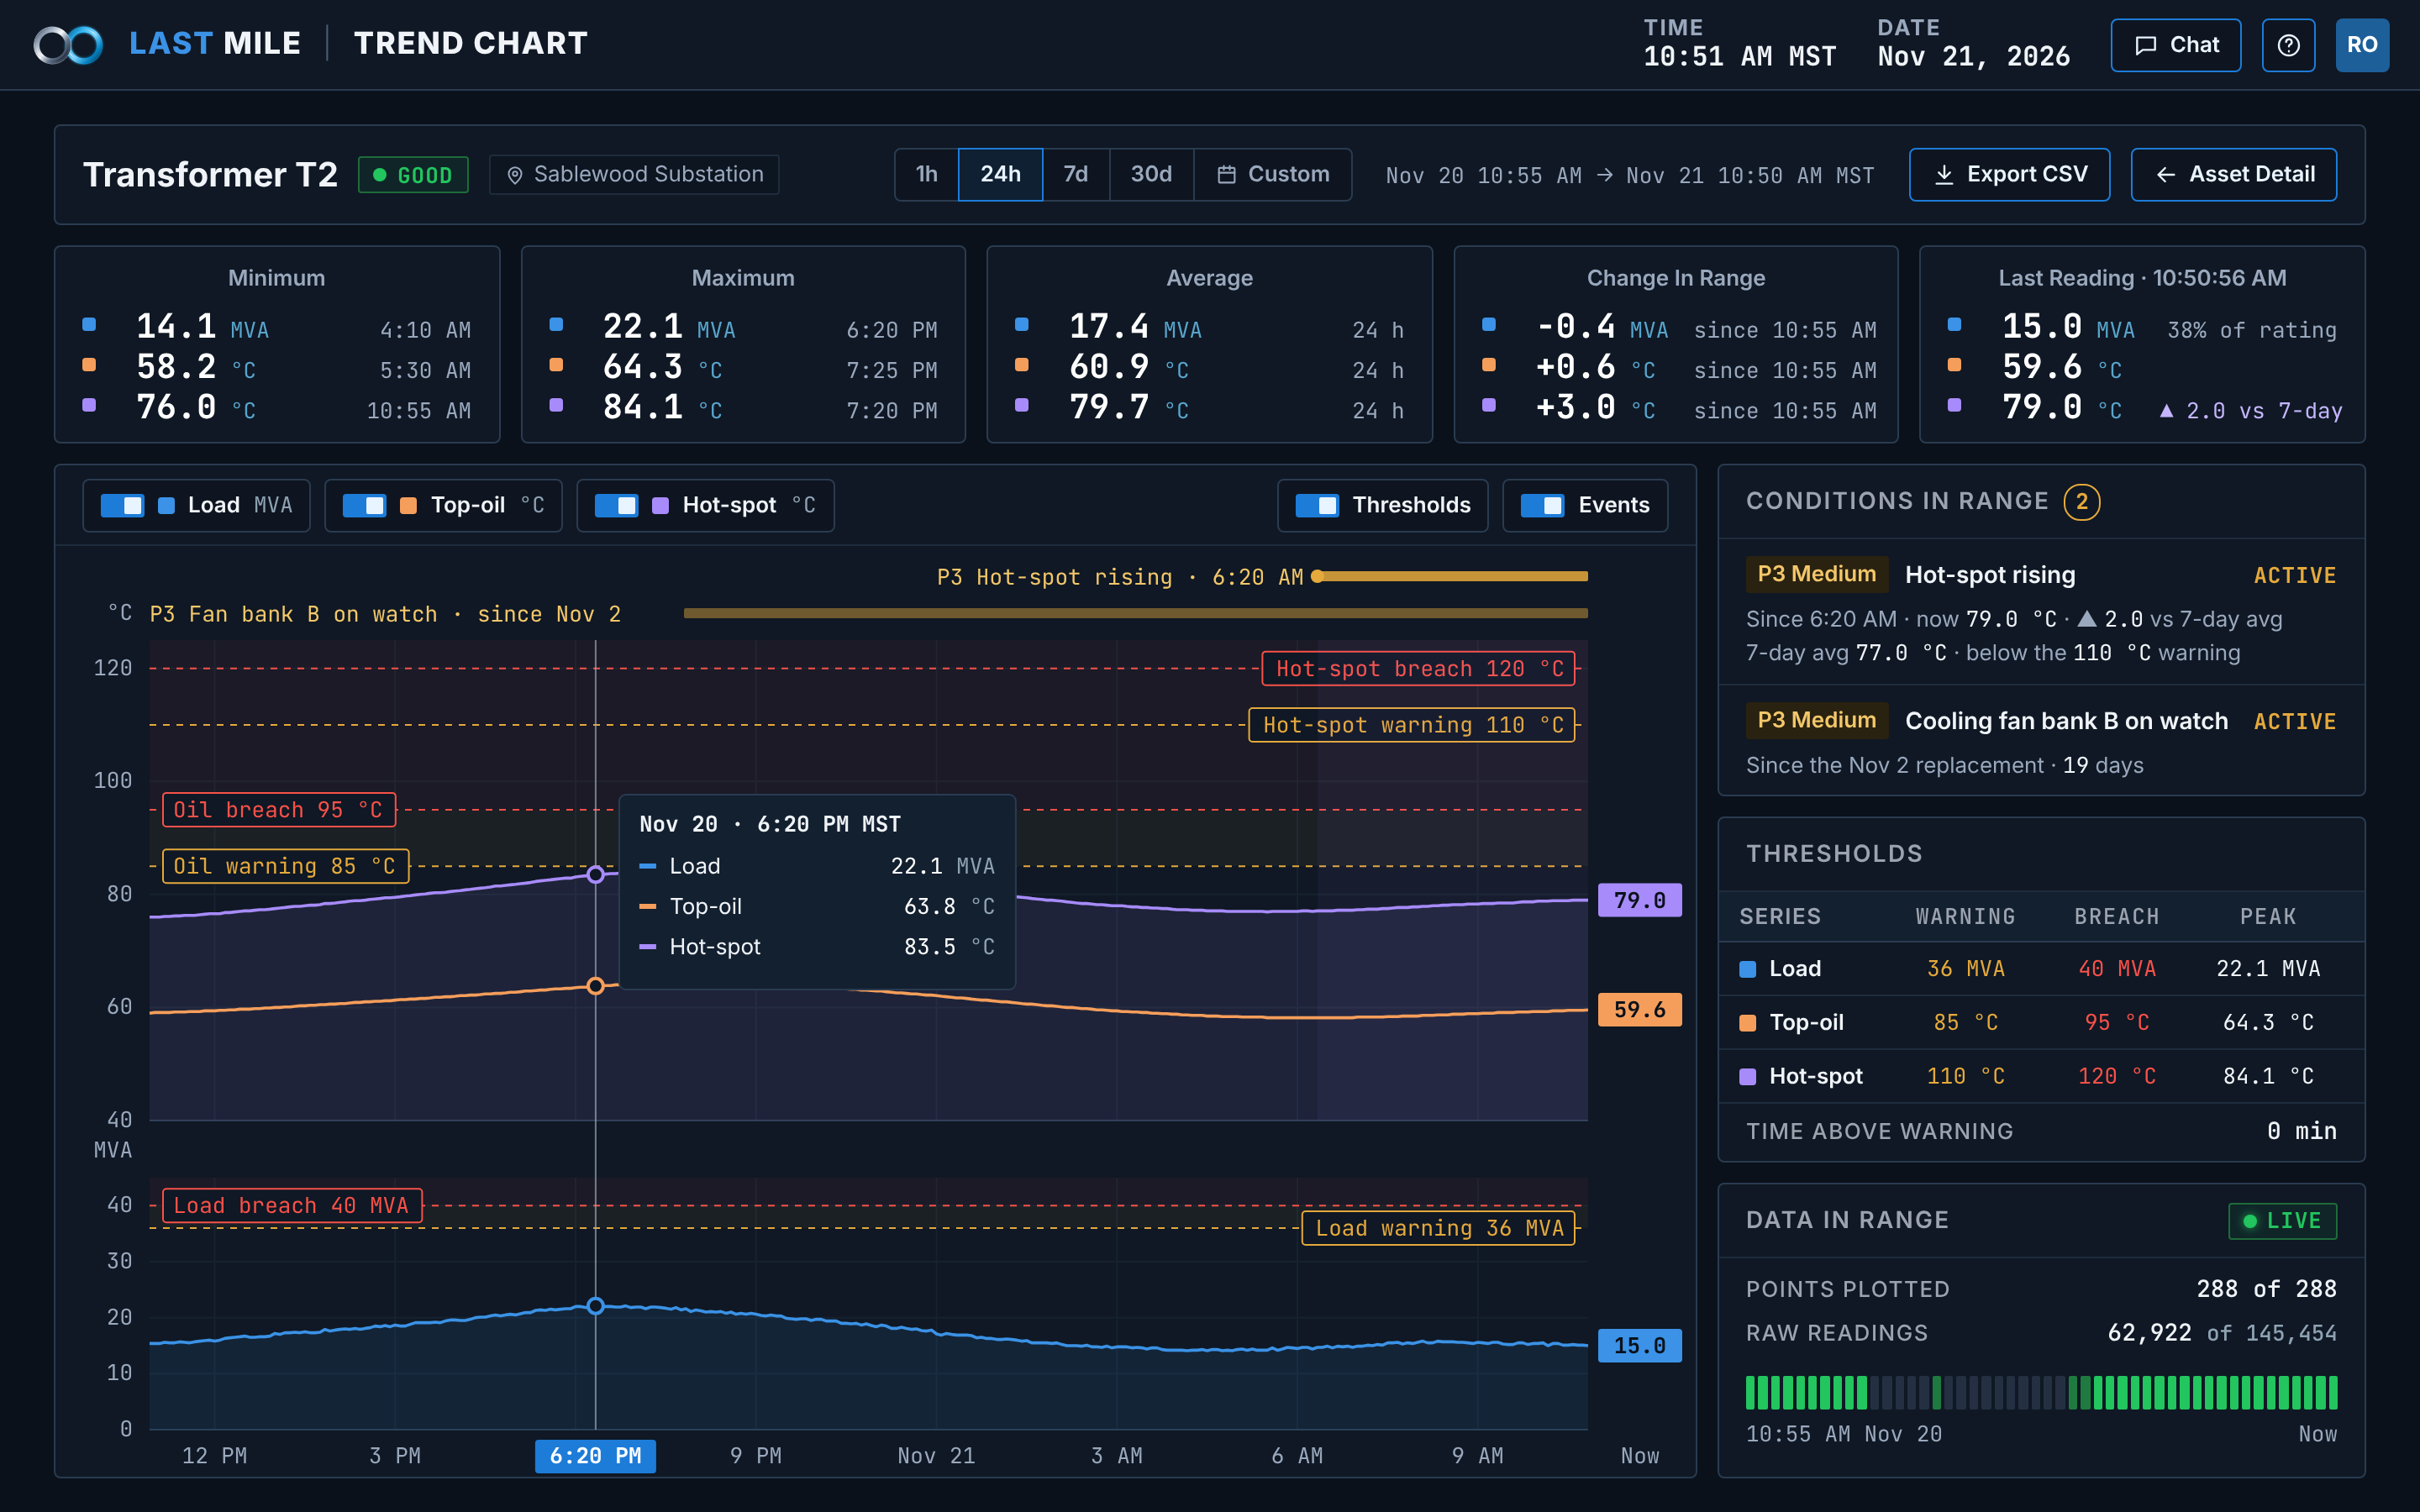 LAST MILE | TREND CHART
TIME
10:51 AM MST
DATE
Nov 21, 2026
Chat
RO
Transformer T2
GOOD
Sablewood Substation
1h
24h
7d
30d
Custom
Nov 20 10:55 AM → Nov 21 10:50 AM MST
Export CSV
← Asset Detail
Minimum
14.1 MVA 4:10 AM
58.2 °C 5:30 AM
76.0 °C 10:55 AM
Maximum
22.1 MVA 6:20 PM
64.3 °C 7:25 PM
84.1 °C 7:20 PM
Average
17.4 MVA 24 h
60.9 °C 24 h
79.7 °C 24 h
Change In Range
-0.4 MVA since 10:55 AM
+0.6 °C since 10:55 AM
+3.0 °C since 10:55 AM
Last Reading · 10:50:56 AM
15.0 MVA 38% of rating
59.6 °C
79.0 °C ▲ 2.0 vs 7-day
Load MVA
Top-oil °C
Hot-spot °C
Thresholds
Events
P3 Hot-spot rising · 6:20 AM
°C
P3 Fan bank B on watch · since Nov 2
120
Hot-spot breach 120 °C
Hot-spot warning 110 °C
100
Oil breach 95 °C
Oil warning 85 °C
80
60
40
Nov 20 · 6:20 PM MST
Load 22.1 MVA
Top-oil 63.8 °C
Hot-spot 83.5 °C
79.0
59.6
MVA
40
Load breach 40 MVA
Load warning 36 MVA
30
20
10
0
15.0
12 PM
3 PM
6:20 PM
9 PM
Nov 21
3 AM
6 AM
9 AM
Now
CONDITIONS IN RANGE 2
P3 Medium Hot-spot rising ACTIVE
Since 6:20 AM · now 79.0 °C · ▲ 2.0 vs 7-day avg
7-day avg 77.0 °C · below the 110 °C warning
P3 Medium Cooling fan bank B on watch ACTIVE
Since the Nov 2 replacement · 19 days
THRESHOLDS
SERIES WARNING BREACH PEAK
Load 36 MVA 40 MVA 22.1 MVA
Top-oil 85 °C 95 °C 64.3 °C
Hot-spot 110 °C 120 °C 84.1 °C
TIME ABOVE WARNING 0 min
DATA IN RANGE LIVE
POINTS PLOTTED 288 of 288
RAW READINGS 62,922 of 145,454
10:55 AM Nov 20
Now